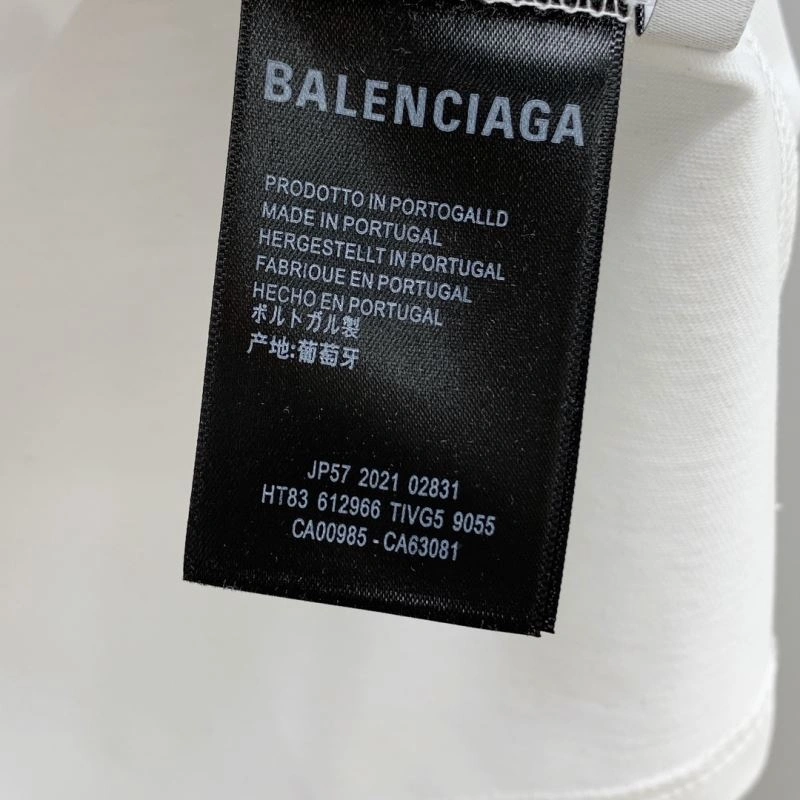 BALENCIAGA
PRODOTTO IN PORTOGALLD
MADE IN PORTUGAL
HERGESTELLT IN PORTUGAL
FABRIOUE EN PORTUGAL
HECHO EN PORTUGAL
ポルトガル製
产地:葡萄牙
JP57 2021 02831
HT83 612966 TIVG5 9055
CA00985 - CA63081